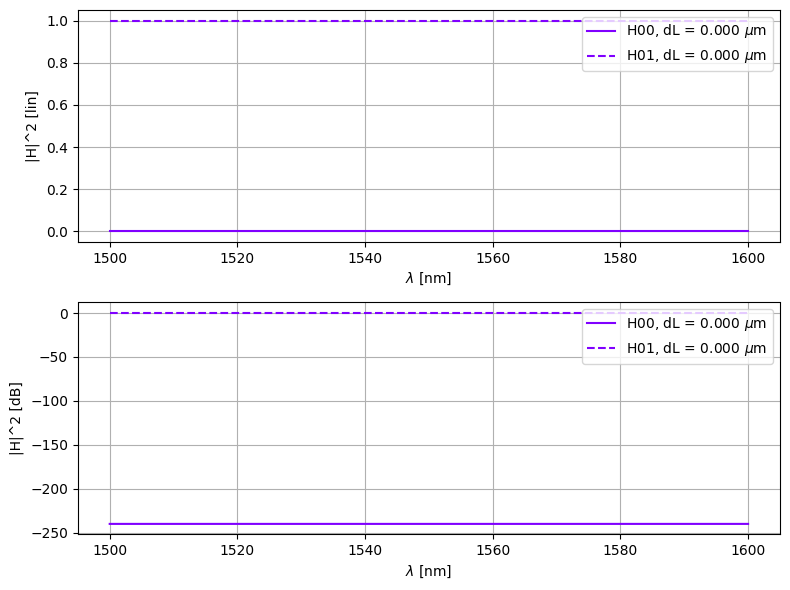 1.0
0.8
0.6
0.4
0.2
0.0
|H|^2 [lin]
H00, dL = 0.000 μm
H01, dL = 0.000 μm
1500 1520 1540 1560 1580 1600
λ [nm]
0
−50
−100
−150
−200
−250
|H|^2 [dB]
H00, dL = 0.000 μm
H01, dL = 0.000 μm
1500 1520 1540 1560 1580 1600
λ [nm]